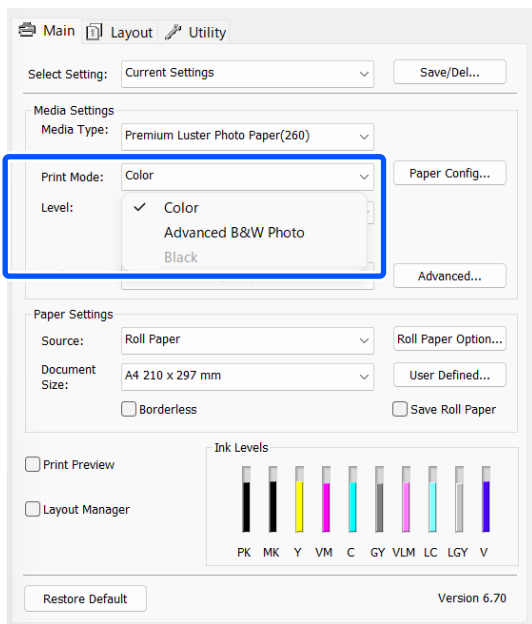 Main Layout Utility
Select Setting: Current Settings Save/Del...
Media Settings
Media Type: Premium Luster Photo Paper(260)
Print Mode: Color Paper Config...
Level:
Color
Advanced B&W Photo
Black
Advanced...
Paper Settings
Source: Roll Paper Roll Paper Option...
Document
Size: A4 210 x 297 mm User Defined...
Borderless Save Roll Paper
Print Preview
Layout Manager
Ink Levels
PK MK Y VM C GY VLM LC LGY V
Restore Default Version 6.70